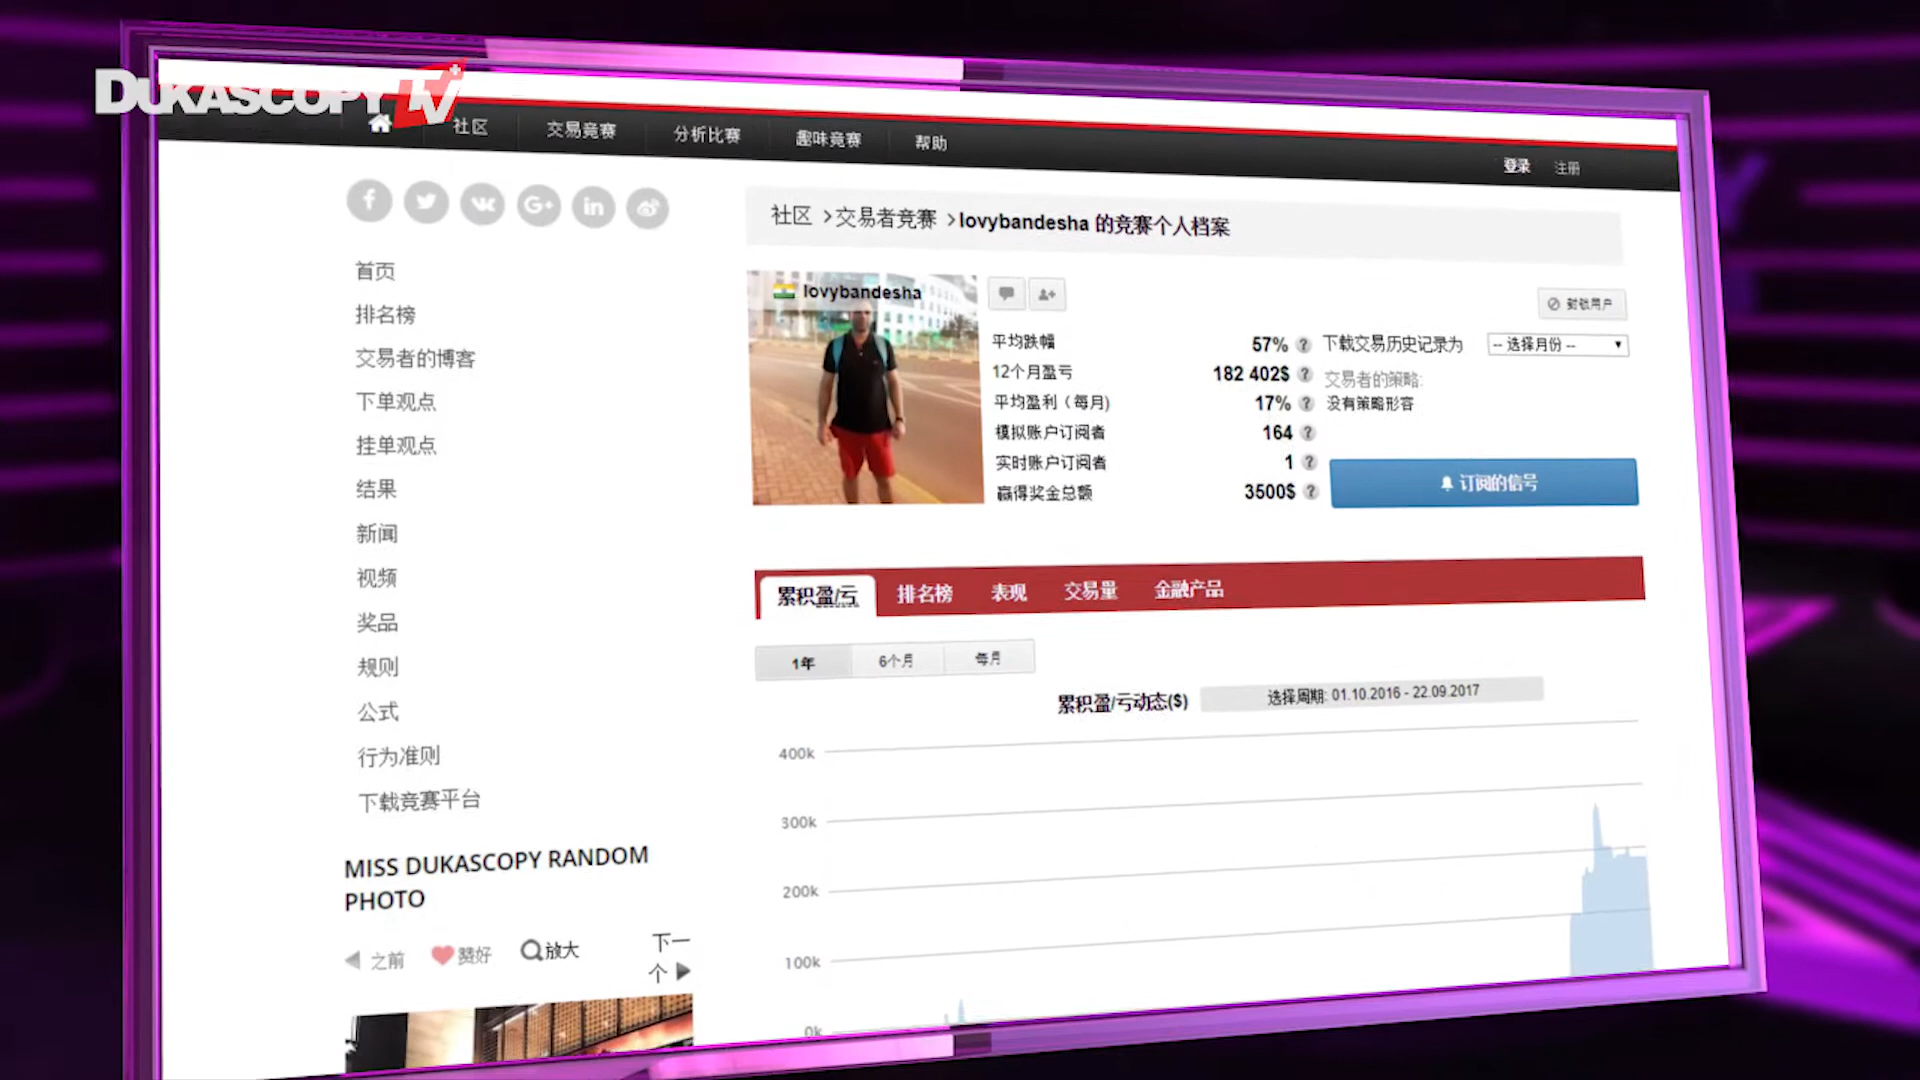 DUKASCOPY TV
社区 交易竞赛 分析比赛 趣味竞赛 帮助
登录 注册
社区 >交易者竞赛 >lovybandesha 的竞赛个人档案
首页
排名榜
交易者的博客
下单观点
挂单观点
结果
新闻
视频
奖品
规则
公式
行为准则
下载竞赛平台
MISS DUKASCOPY RANDOM
PHOTO
之前 赞好 放大 下一
个
lovybandesha
封锁用户
平均跌幅 57% ? 下载交易历史记录为 -- 选择月份 --
12个月盈亏 182 402$ ? 交易者的策略:
平均盈利（每月) 17% ? 没有策略形容
模拟账户订阅者 164 ?
实时账户订阅者 1 ?
赢得奖金总额 3500$ ?
订阅的信号
累积盈/亏 排名榜 表现 交易量 金融产品
1年 6个月 每月
累积盈/亏动态($) 选择周期: 01.10.2016 - 22.09.2017
400k
300k
200k
100k
0k